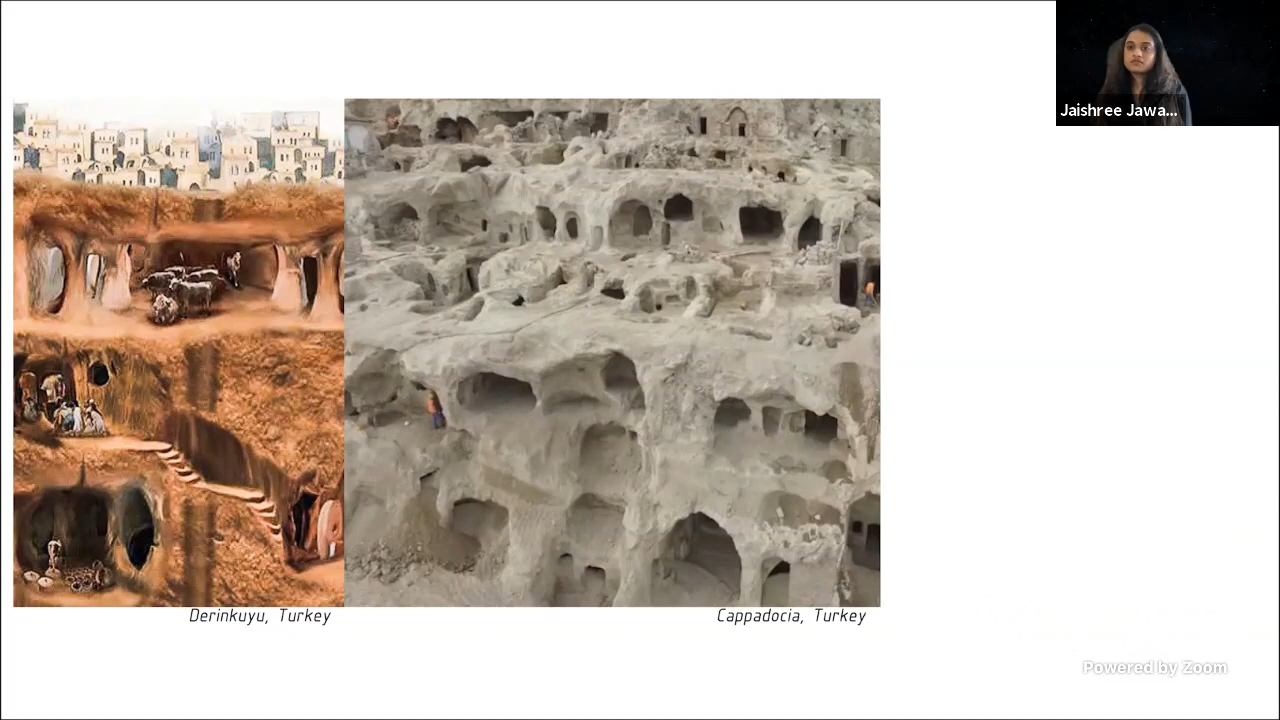 Jaishree Jawa...
Derinkuyu, Turkey
Cappadocia, Turkey
Powered by Zoom